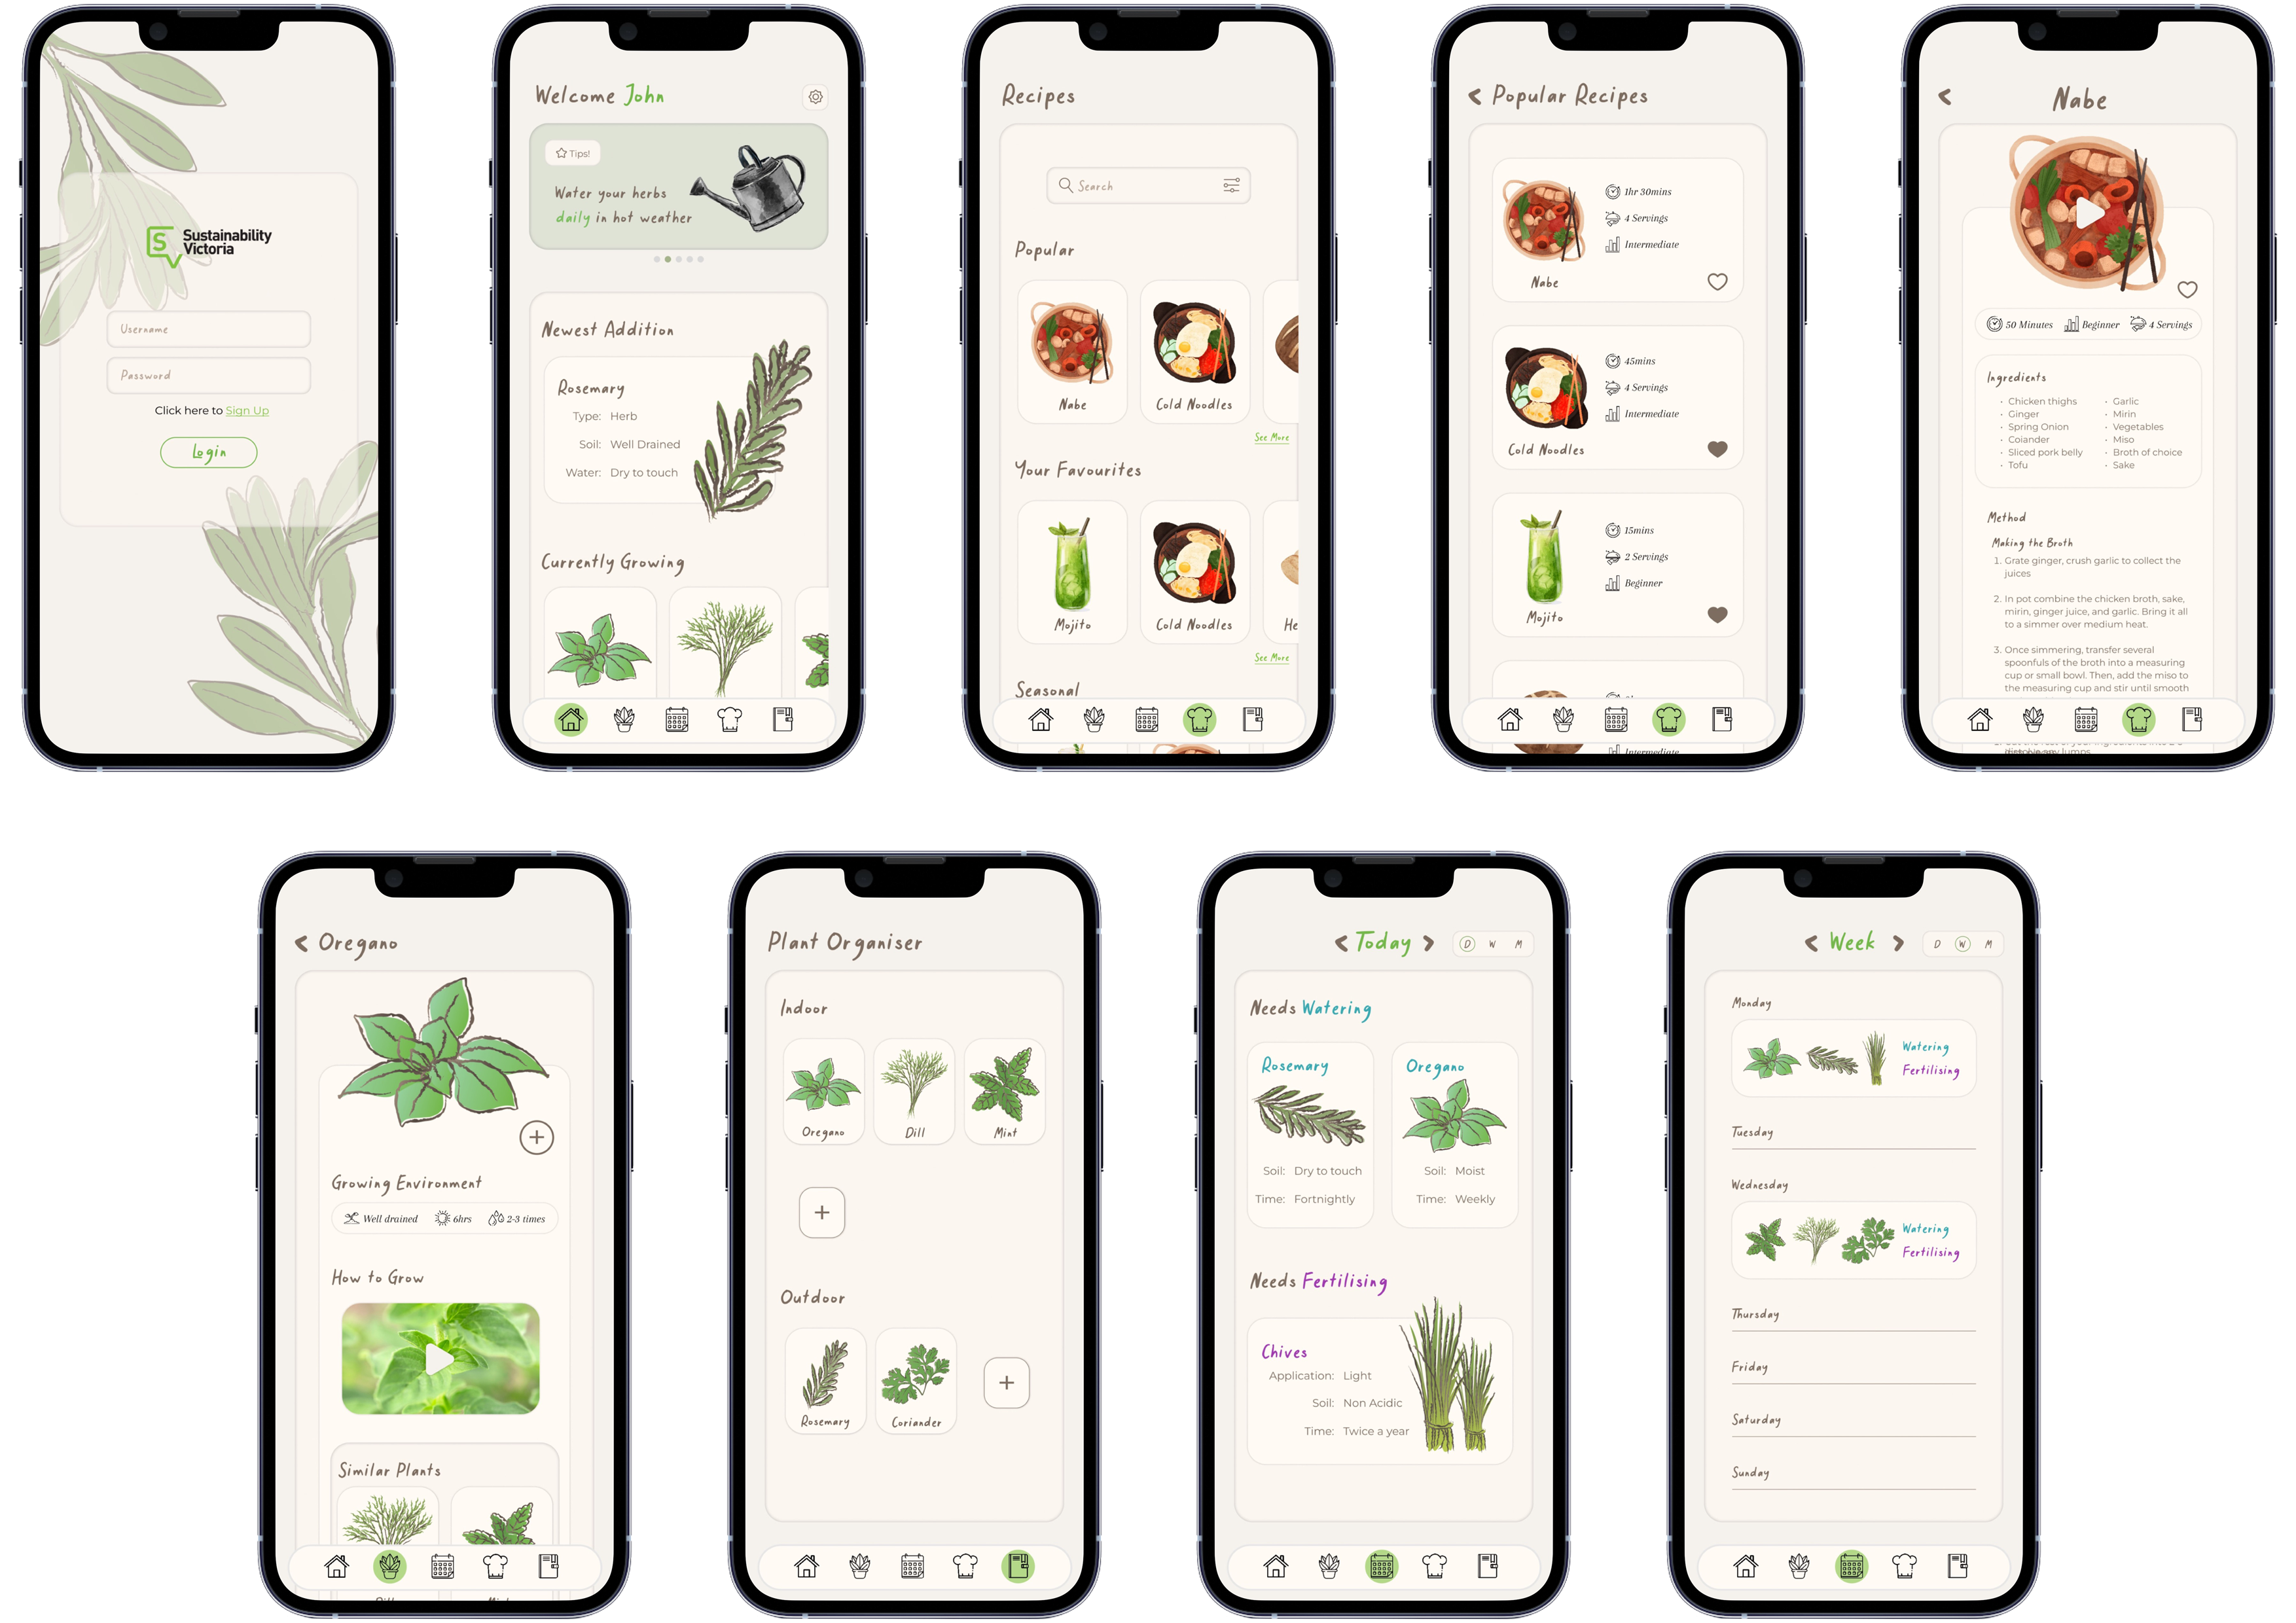 Sustainability
Victoria
Username
Password
Click here to Sign Up
Login
Welcome John
Tips!
Water your herbs
daily in hot weather
Newest Addition
Rosemary
Type: Herb
Soil: Well Drained
Water: Dry to touch
Currently Growing
Recipes
Search
Popular
Nabe
Cold Noodles
See More
Your Favourites
Mojito
Cold Noodles
He
See More
Seasonal
Popular Recipes
1hr 30mins
4 Servings
Intermediate
Nabe
45mins
4 Servings
Intermediate
Cold Noodles
15mins
2 Servings
Beginner
Mojito
Intermediate
Nabe
50 Minutes
Beginner
4 Servings
Ingredients
• Chicken thighs
• Ginger
• Spring Onion
• Coiander
• Sliced pork belly
• Tofu
• Garlic
• Mirin
• Vegetables
• Miso
• Broth of choice
• Sake
Method
Making the Broth
1. Grate ginger, crush garlic to collect the
juices
2. In pot combine the chicken broth, sake,
mirin, ginger juice, and garlic. Bring it all
to a simmer over medium heat.
3. Once simmering, transfer several
spoonfuls of the broth into a measuring
cup or small bowl. Then, add the miso to
the measuring cup and stir until smooth
Oregano
Growing Environment
Well drained
6hrs
2-3 times
How to Grow
Similar Plants
Plant Organiser
Indoor
Oregano
Dill
Mint
Outdoor
Rosemary
Coriander
Today
D W M
Needs Watering
Rosemary
Soil: Dry to touch
Time: Fortnightly
Oregano
Soil: Moist
Time: Weekly
Needs Fertilising
Chives
Application: Light
Soil: Non Acidic
Time: Twice a year
Week
D W M
Monday
Watering
Fertilising
Tuesday
Wednesday
Watering
Fertilising
Thursday
Friday
Saturday
Sunday